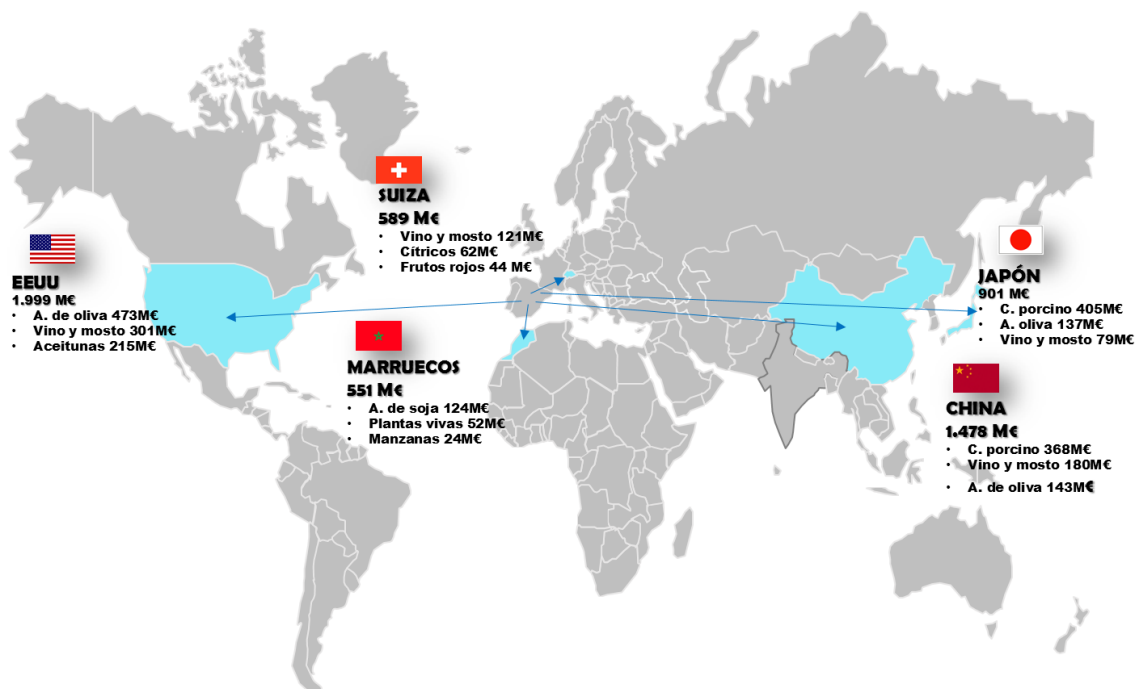 SUIZA
589 M€
• Vino y mosto 121M€
• Cítricos 62M€
• Frutos rojos 44 M€
EEUU
1.999 M€
• A. de oliva 473M€
• Vino y mosto 301M€
• Aceitunas 215M€
MARRUECOS
551 M€
• A. de soja 124M€
• Plantas vivas 52M€
• Manzanas 24M€
JAPÓN
901 M€
• C. porcino 405M€
• A. oliva 137M€
• Vino y mosto 79M€
CHINA
1.478 M€
• C. porcino 368M€
• Vino y mosto 180M€
• A. de oliva 143M€